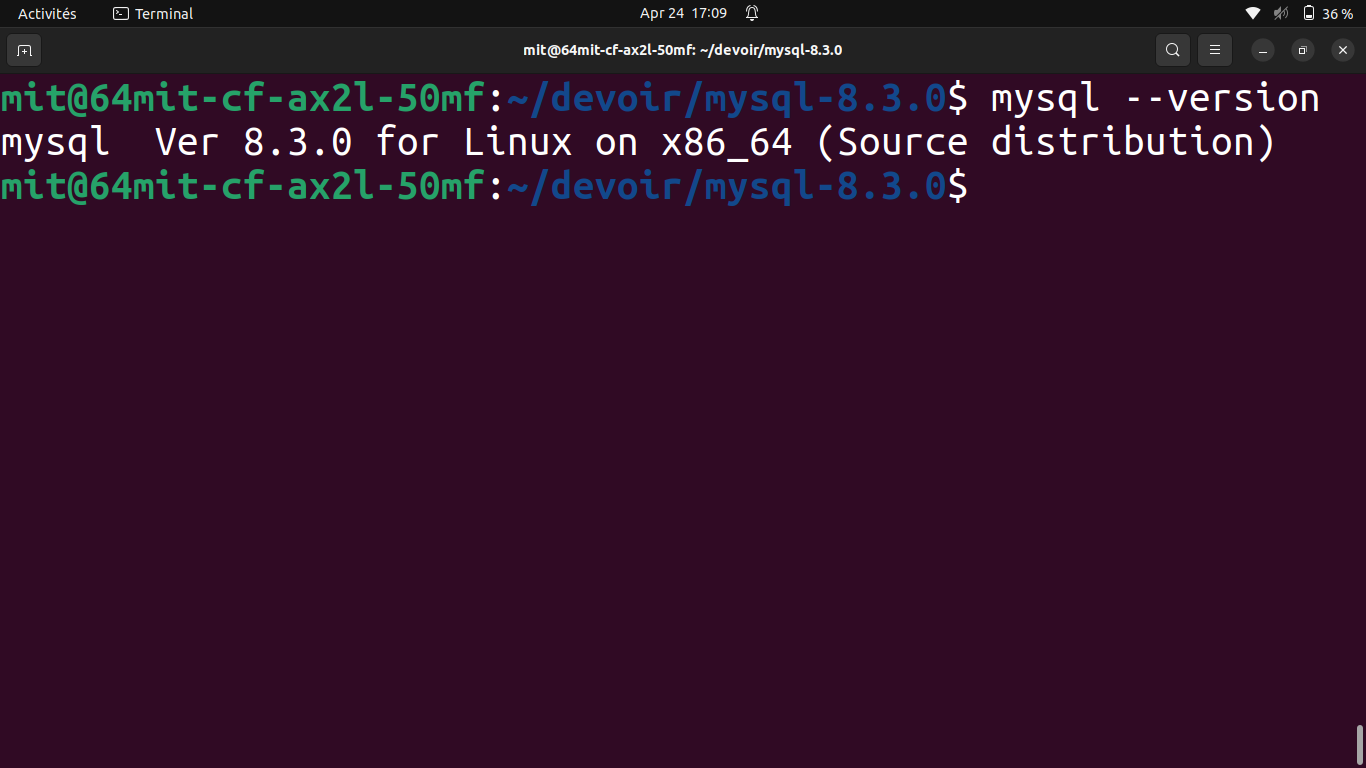 Activités Terminal Apr 24 17:09 36 %
mit@64mit-cf-ax2l-50mf: ~/devoir/mysql-8.3.0
mit@64mit-cf-ax2l-50mf:~/devoir/mysql-8.3.0$ mysql --version
mysql  Ver 8.3.0 for Linux on x86_64 (Source distribution)
mit@64mit-cf-ax2l-50mf:~/devoir/mysql-8.3.0$